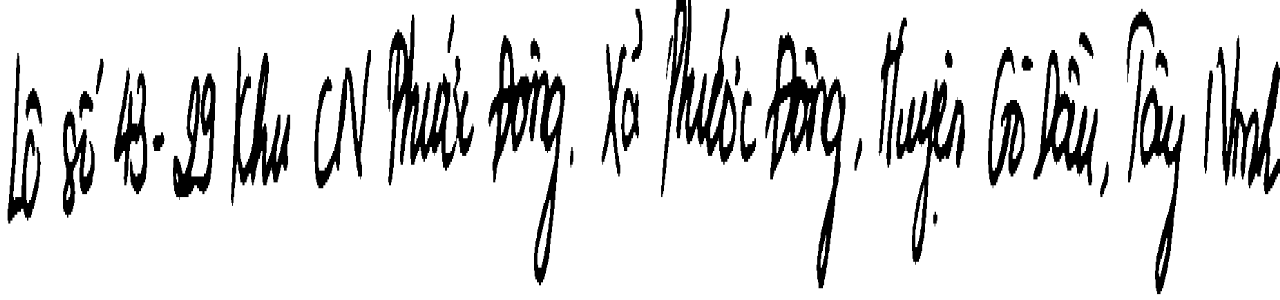 Lô số 43-29 Khu CN Phước Đông. Xã Phước Đông, Huyện Gò Dầu, Tây Ninh